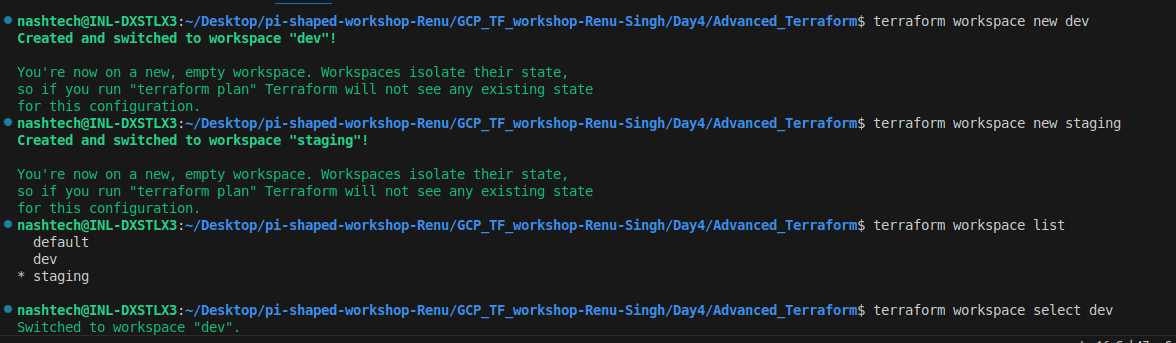 nashtech@INL-DXSTLX3:~/Desktop/pi-shaped-workshop-Renu/GCP_TF_workshop-Renu-Singh/Day4/Advanced_Terraform$ terraform workspace new dev
Created and switched to workspace "dev"!
You're now on a new, empty workspace. Workspaces isolate their state,
so if you run "terraform plan" Terraform will not see any existing state
for this configuration.
nashtech@INL-DXSTLX3:~/Desktop/pi-shaped-workshop-Renu/GCP_TF_workshop-Renu-Singh/Day4/Advanced_Terraform$ terraform workspace new staging
Created and switched to workspace "staging"!
You're now on a new, empty workspace. Workspaces isolate their state,
so if you run "terraform plan" Terraform will not see any existing state
for this configuration.
nashtech@INL-DXSTLX3:~/Desktop/pi-shaped-workshop-Renu/GCP_TF_workshop-Renu-Singh/Day4/Advanced_Terraform$ terraform workspace list
default
dev
* staging
nashtech@INL-DXSTLX3:~/Desktop/pi-shaped-workshop-Renu/GCP_TF_workshop-Renu-Singh/Day4/Advanced_Terraform$ terraform workspace select dev
Switched to workspace "dev".